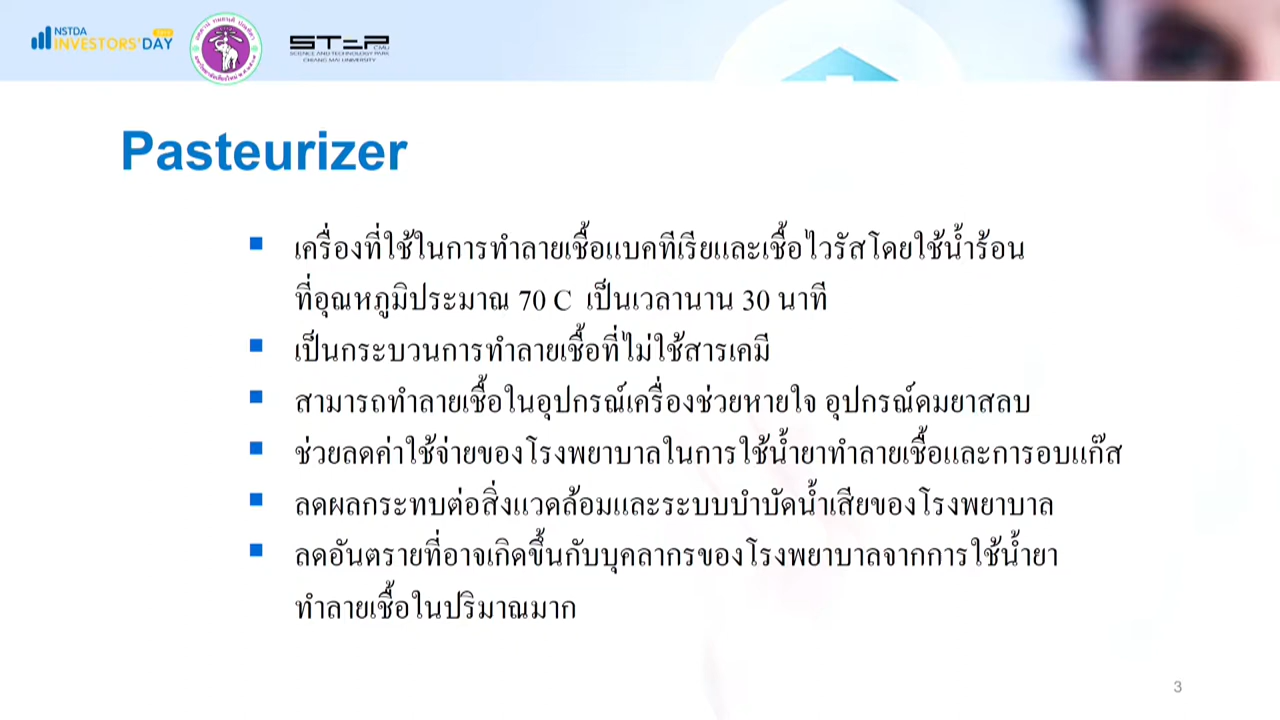 NSTDA
INVESTORS' DAY
STeP CMU
SCIENCE AND TECHNOLOGY PARK
CHIANG MAI UNIVERSITY
Pasteurizer
เครื่องที่ใช้ในการทำลายเชื้อแบคทีเรียและเชื้อไวรัสโดยใช้น้ำร้อน
ที่อุณหภูมิประมาณ 70 C เป็นเวลานาน 30 นาที
เป็นกระบวนการทำลายเชื้อที่ไม่ใช้สารเคมี
สามารถทำลายเชื้อในอุปกรณ์เครื่องช่วยหายใจ อุปกรณ์ดมยาสลบ
ช่วยลดค่าใช้จ่ายของโรงพยาบาลในการใช้น้ำยาทำลายเชื้อและการอบแก๊ส
ลดผลกระทบต่อสิ่งแวดล้อมและระบบบำบัดน้ำเสียของโรงพยาบาล
ลดอันตรายที่อาจเกิดขึ้นกับบุคลากรของโรงพยาบาลจากการใช้น้ำยา
ทำลายเชื้อในปริมาณมาก
3